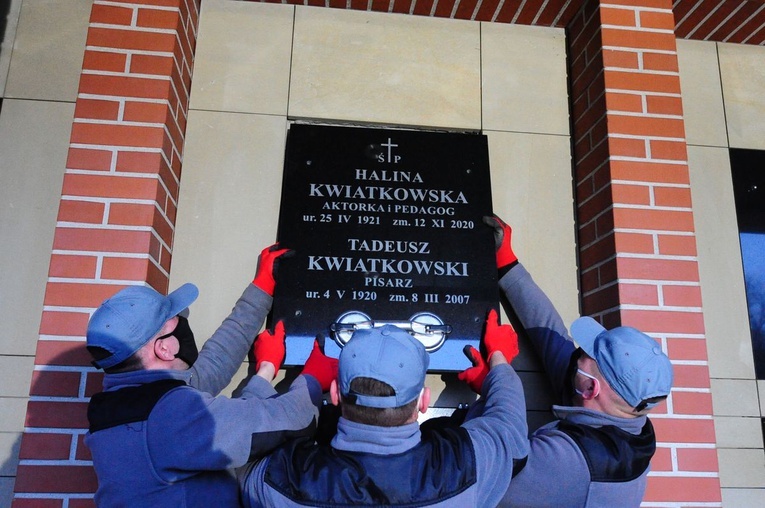 Ś P
HALINA
KWIATKOWSKA
AKTORKA i PEDAGOG
ur. 25 IV 1921 zm. 12 XI 2020
TADEUSZ
KWIATKOWSKI
PISARZ
ur. 4 V 1920 zm. 8 III 2007